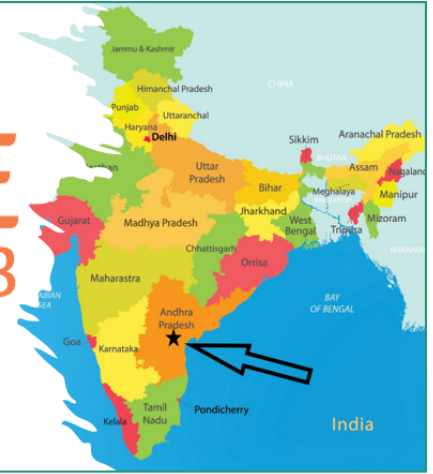 Jammu & Kashmir
CHINA
Himanchal Pradesh
Punjab
Uttaranchal
Haryana
Delhi
Sikkim
Aranachal Pradesh
BHUTAN
Assam
Nagaland
Uttar
Pradesh
Bihar
Meghalaya
Manipur
Jharkhand
West
Bengal
Tripura
Mizoram
Gujarat
Madhya Pradesh
Chhattisgarh
Orrisa
Maharastra
BAY
OF BENGAL
Andhra
Pradesh
Goa
Karnataka
Tamil
Nadu
Pondicherry
Kelala
India
3
SEA